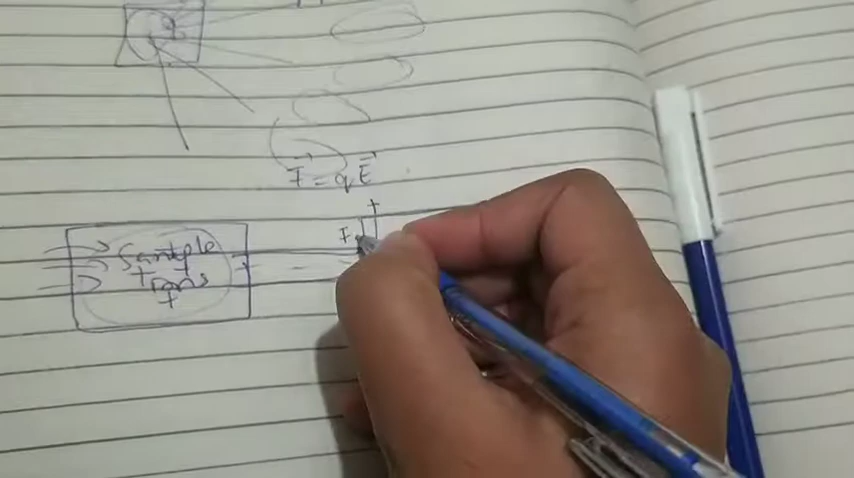 F = qE
+
F
Sample
+ +
ions
+